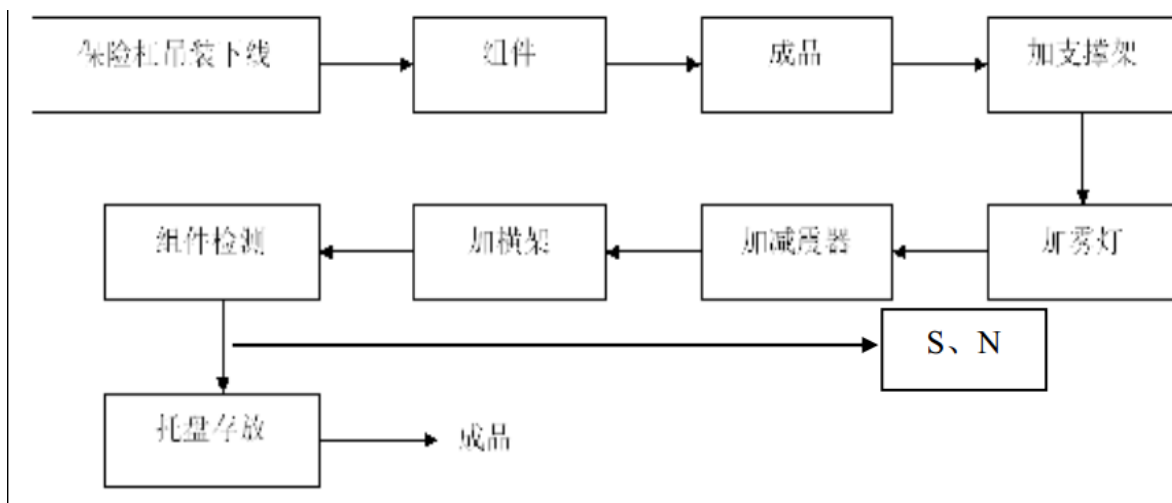 保险杠吊装下线
组件
成品
加支撑架
加雾灯
加减震器
加横架
组件检测
S、N
托盘存放
成品